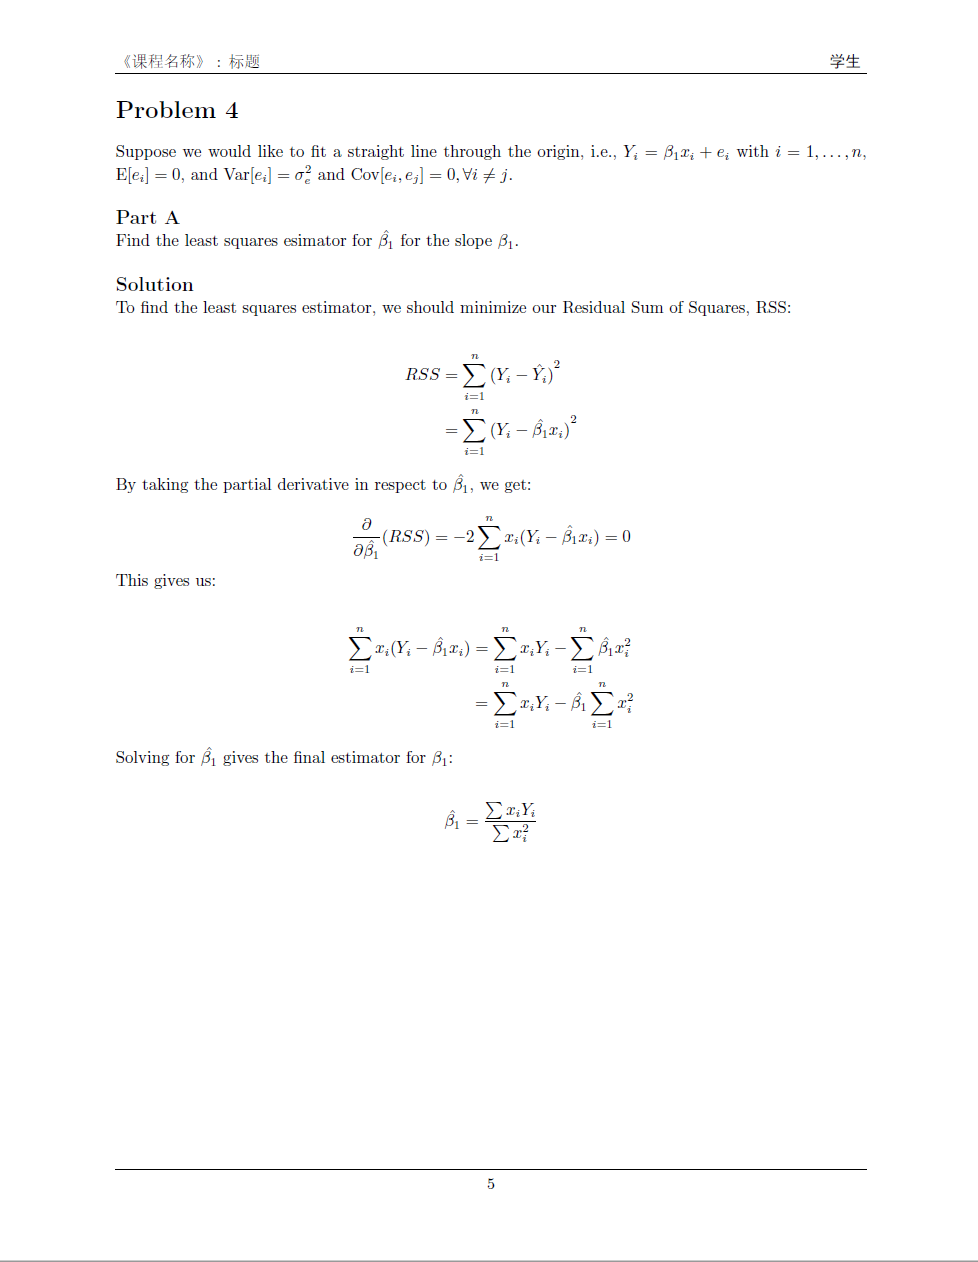 《课程名称》：标题 学生
Problem 4
Suppose we would like to fit a straight line through the origin, i.e., $Y_i = \beta_1 x_i + e_i$ with $i = 1, \ldots, n$,
$\mathrm{E}[e_i] = 0$, and $\mathrm{Var}[e_i] = \sigma_e^2$ and $\mathrm{Cov}[e_i, e_j] = 0, \forall i \neq j$.
Part A
Find the least squares esimator for $\hat{\beta}_1$ for the slope $\beta_1$.
Solution
To find the least squares estimator, we should minimize our Residual Sum of Squares, RSS:
$RSS = \sum_{i=1}^{n} (Y_i - \hat{Y}_i)^2$
$= \sum_{i=1}^{n} (Y_i - \hat{\beta}_1 x_i)^2$
By taking the partial derivative in respect to $\hat{\beta}_1$, we get:
$\frac{\partial}{\partial \hat{\beta}_1}(RSS) = -2 \sum_{i=1}^{n} x_i (Y_i - \hat{\beta}_1 x_i) = 0$
This gives us:
$\sum_{i=1}^{n} x_i (Y_i - \hat{\beta}_1 x_i) = \sum_{i=1}^{n} x_i Y_i - \sum_{i=1}^{n} \hat{\beta}_1 x_i^2$
$= \sum_{i=1}^{n} x_i Y_i - \hat{\beta}_1 \sum_{i=1}^{n} x_i^2$
Solving for $\hat{\beta}_1$ gives the final estimator for $\beta_1$:
$\hat{\beta}_1 = \frac{\sum x_i Y_i}{\sum x_i^2}$
5